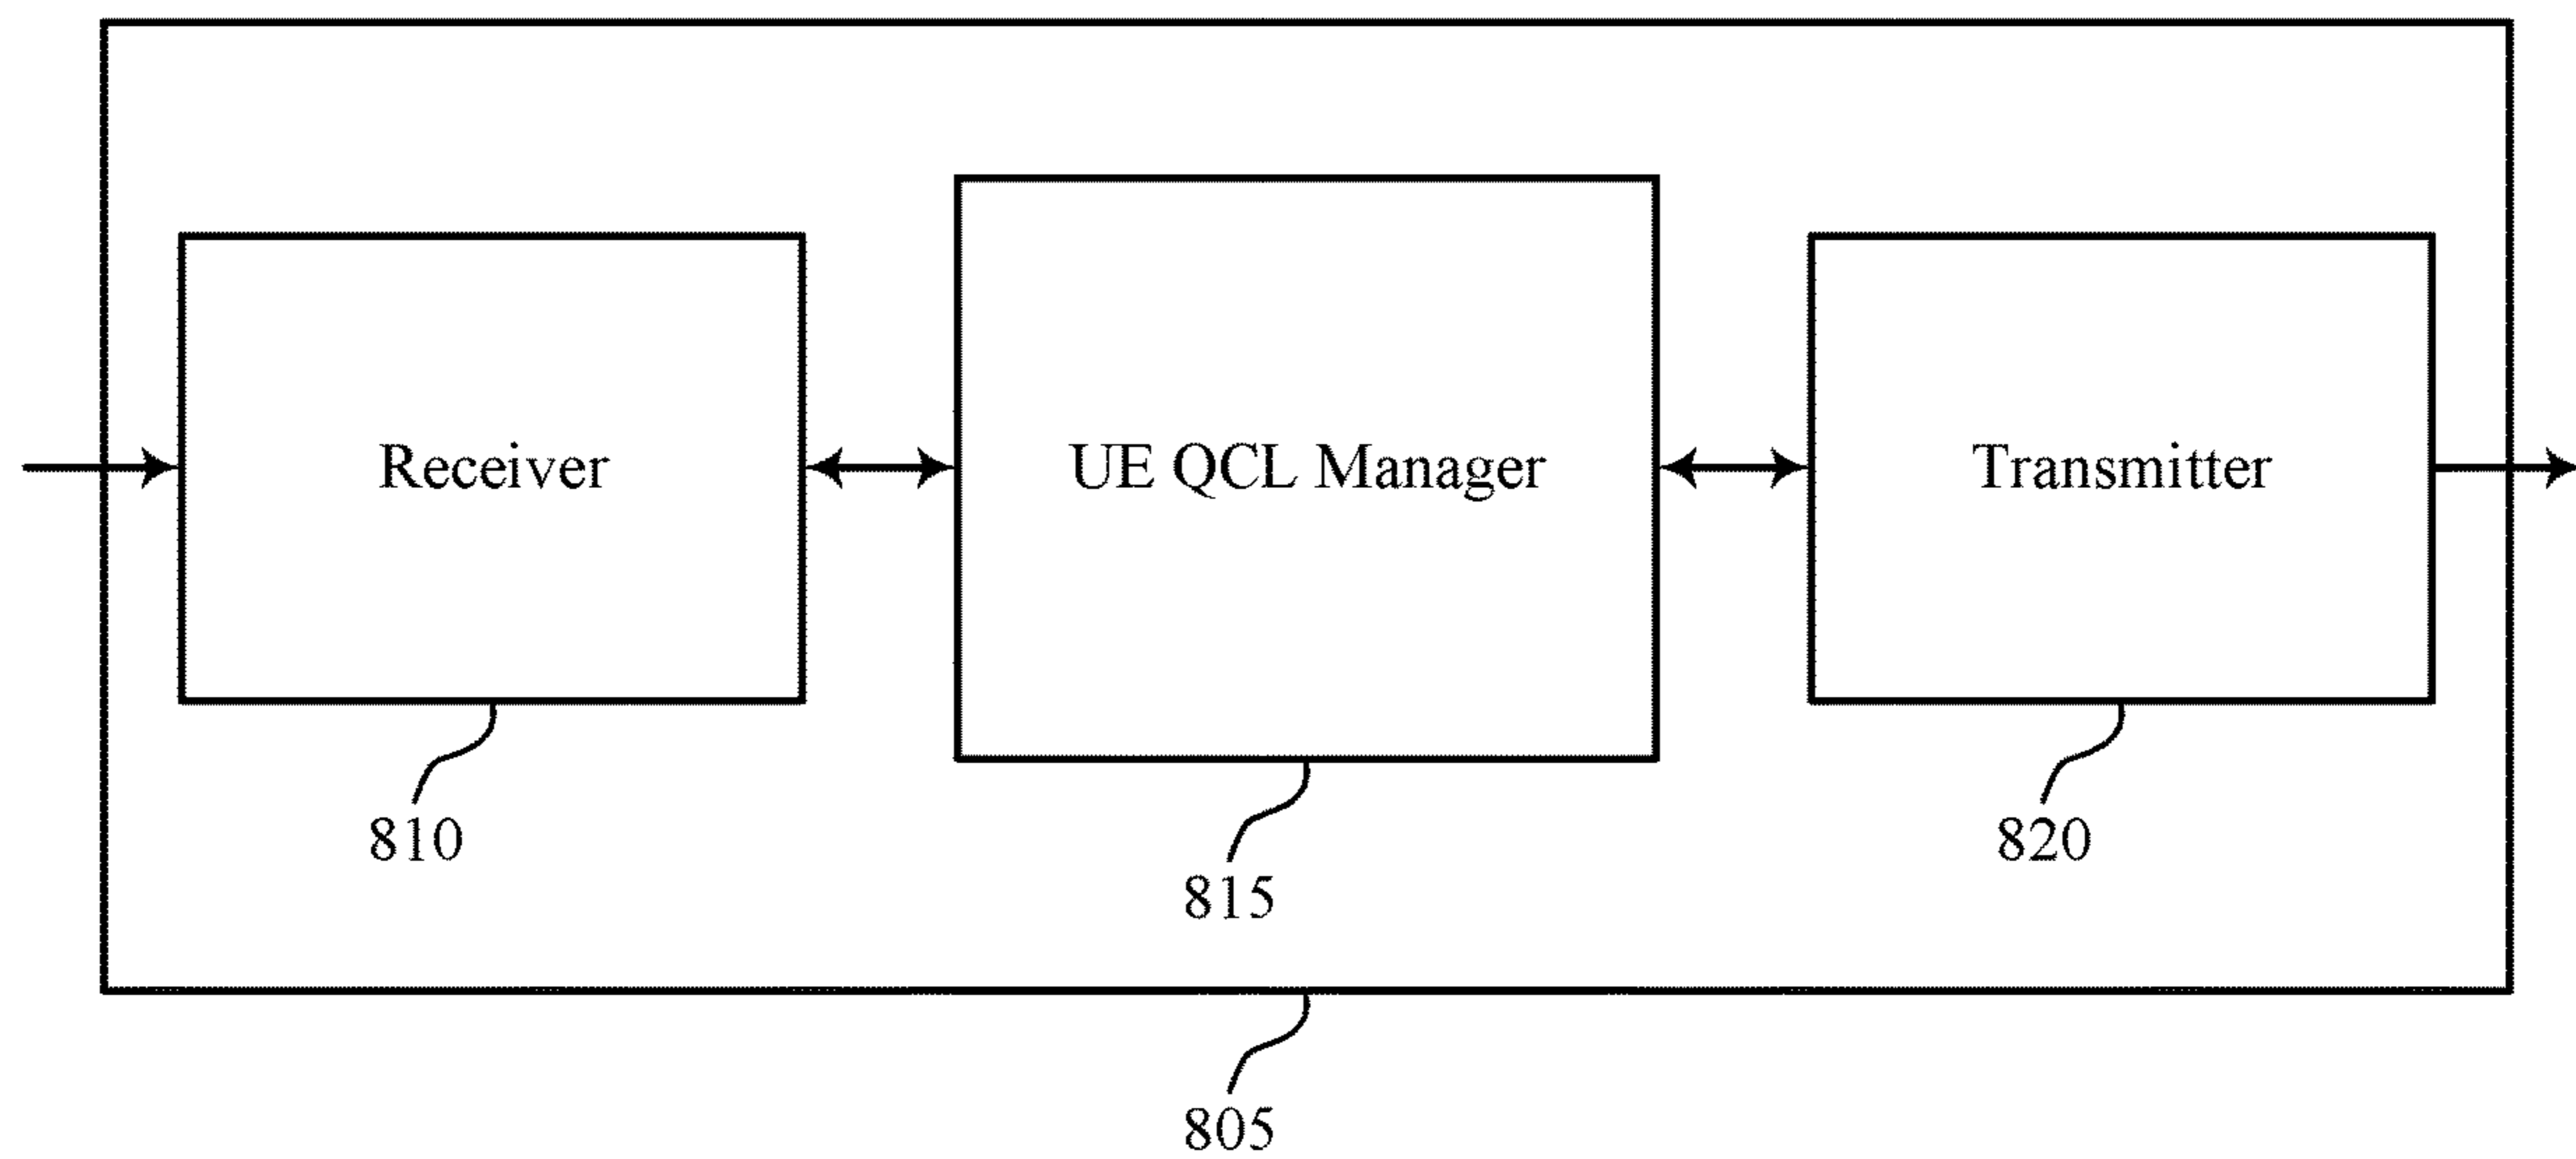 Receiver
UE QCL Manager
Transmitter
810
820
815
805